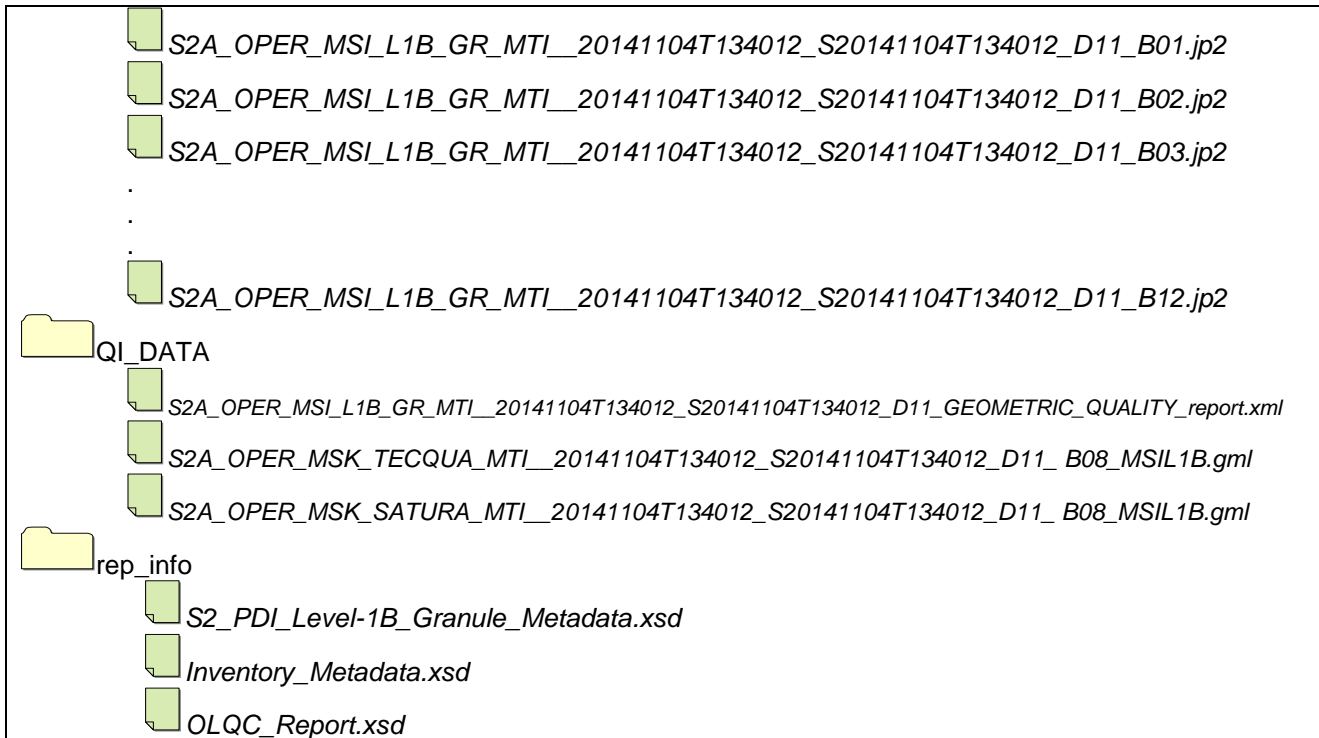 S2A_OPER_MSI_L1B_GR_MTI__20141104T134012_S20141104T134012_D11_B01.jp2
S2A_OPER_MSI_L1B_GR_MTI__20141104T134012_S20141104T134012_D11_B02.jp2
S2A_OPER_MSI_L1B_GR_MTI__20141104T134012_S20141104T134012_D11_B03.jp2
.
.
.
S2A_OPER_MSI_L1B_GR_MTI__20141104T134012_S20141104T134012_D11_B12.jp2
QI_DATA
S2A_OPER_MSI_L1B_GR_MTI__20141104T134012_S20141104T134012_D11_GEOMETRIC_QUALITY_report.xml
S2A_OPER_MSK_TECQUA_MTI__20141104T134012_S20141104T134012_D11_ B08_MSIL1B.gml
S2A_OPER_MSK_SATURA_MTI__20141104T134012_S20141104T134012_D11_ B08_MSIL1B.gml
rep_info
S2_PDI_Level-1B_Granule_Metadata.xsd
Inventory_Metadata.xsd
OLQC_Report.xsd